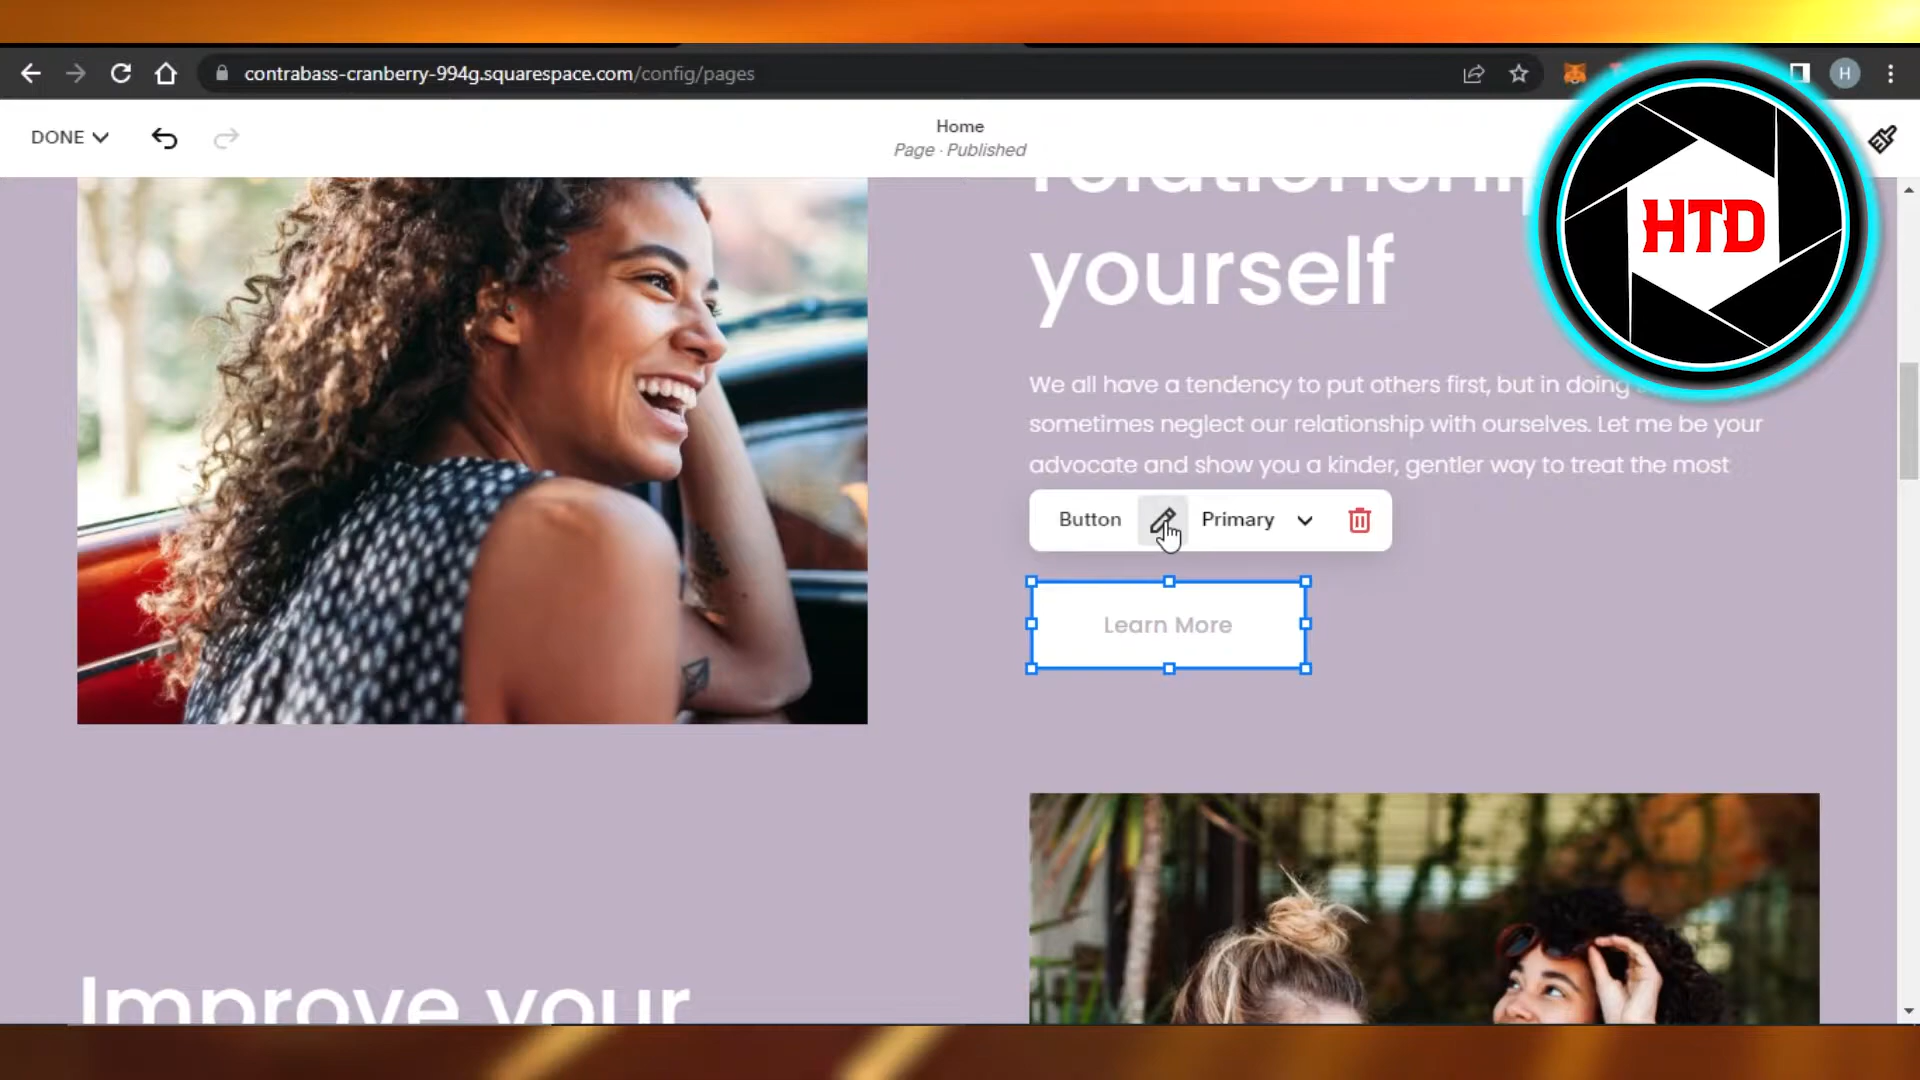 contrabass-cranberry-994g.squarespace.com/config/pages
H
DONE
Home
Page · Published
HTD
yourself
We all have a tendency to put others first, but in doing
sometimes neglect our relationship with ourselves. Let me be your
advocate and show you a kinder, gentler way to treat the most
Button
Primary
Learn More
Improve your